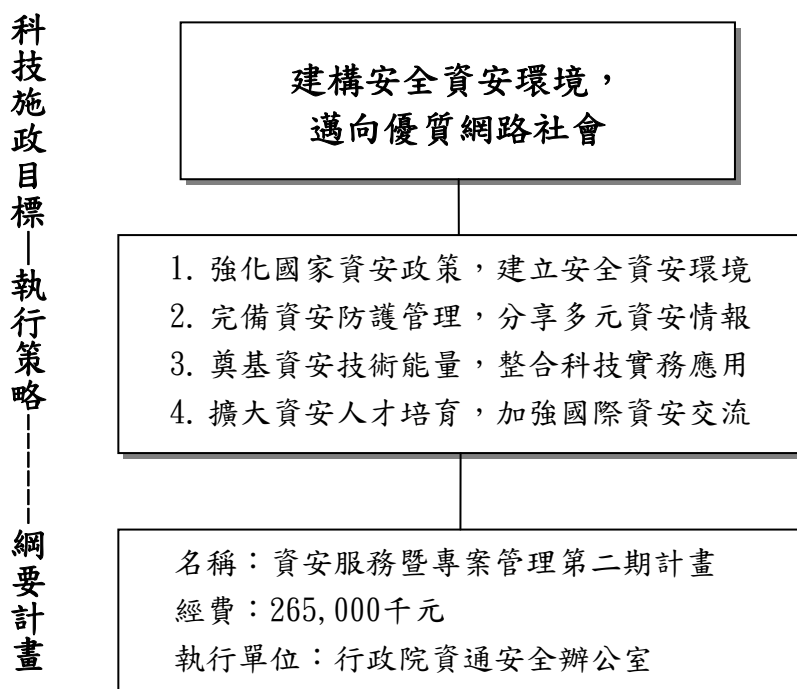 科技施政目標—執行策略------綱要計畫
建構安全資安環境，
邁向優質網路社會
1. 強化國家資安政策，建立安全資安環境
2. 完備資安防護管理，分享多元資安情報
3. 奠基資安技術能量，整合科技實務應用
4. 擴大資安人才培育，加強國際資安交流
名稱：資安服務暨專案管理第二期計畫
經費：265,000千元
執行單位：行政院資通安全辦公室